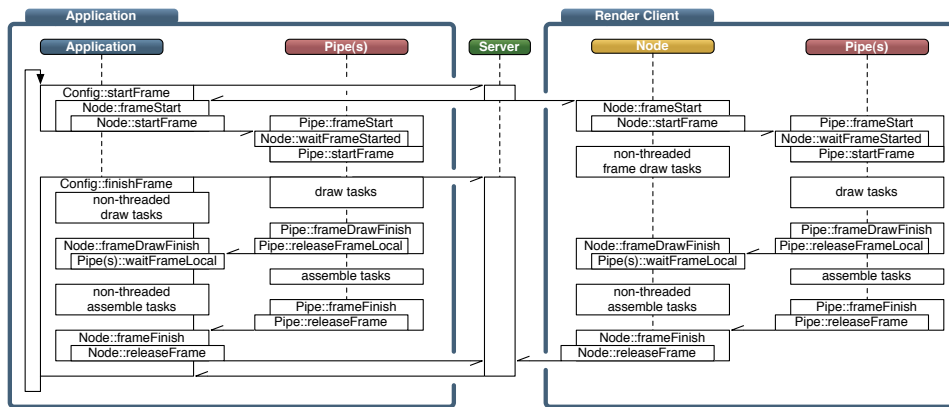 Application
Render Client
Application
Pipe(s)
Server
Node
Pipe(s)
Config::startFrame
Node::frameStart
Node::startFrame
Pipe::frameStart
Node::waitFrameStarted
Pipe::startFrame
Node::frameStart
Node::startFrame
Pipe::frameStart
Node::waitFrameStarted
Pipe::startFrame
non-threaded
frame draw tasks
Config::finishFrame
non-threaded
draw tasks
draw tasks
draw tasks
Pipe::frameDrawFinish
Pipe::releaseFrameLocal
Node::frameDrawFinish
Pipe(s)::waitFrameLocal
Pipe::frameDrawFinish
Pipe::releaseFrameLocal
Node::frameDrawFinish
Pipe(s)::waitFrameLocal
assemble tasks
assemble tasks
non-threaded
assemble tasks
non-threaded
assemble tasks
Pipe::frameFinish
Pipe::releaseFrame
Pipe::frameFinish
Pipe::releaseFrame
Node::frameFinish
Node::releaseFrame
Node::frameFinish
Node::releaseFrame